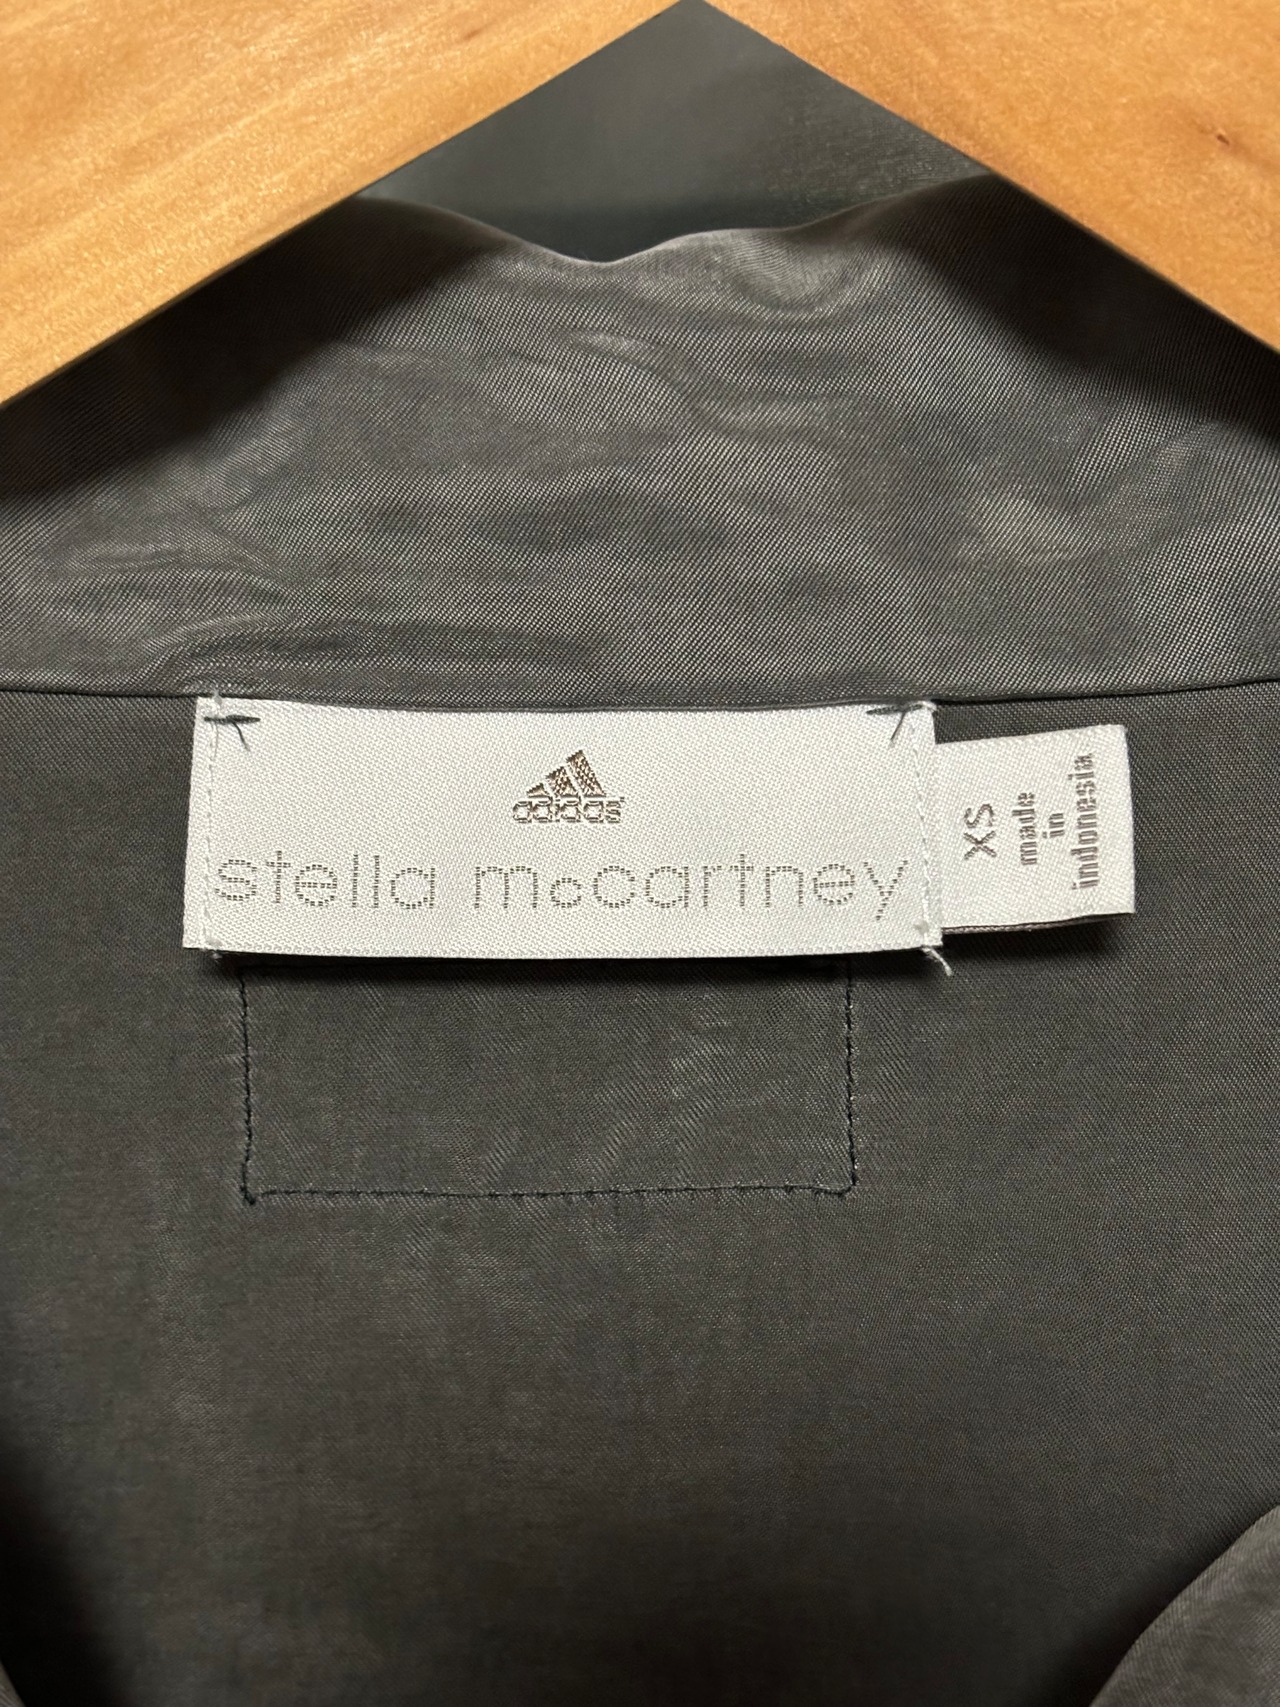 adidas
stella mccartney
XS
made
in
indonesia